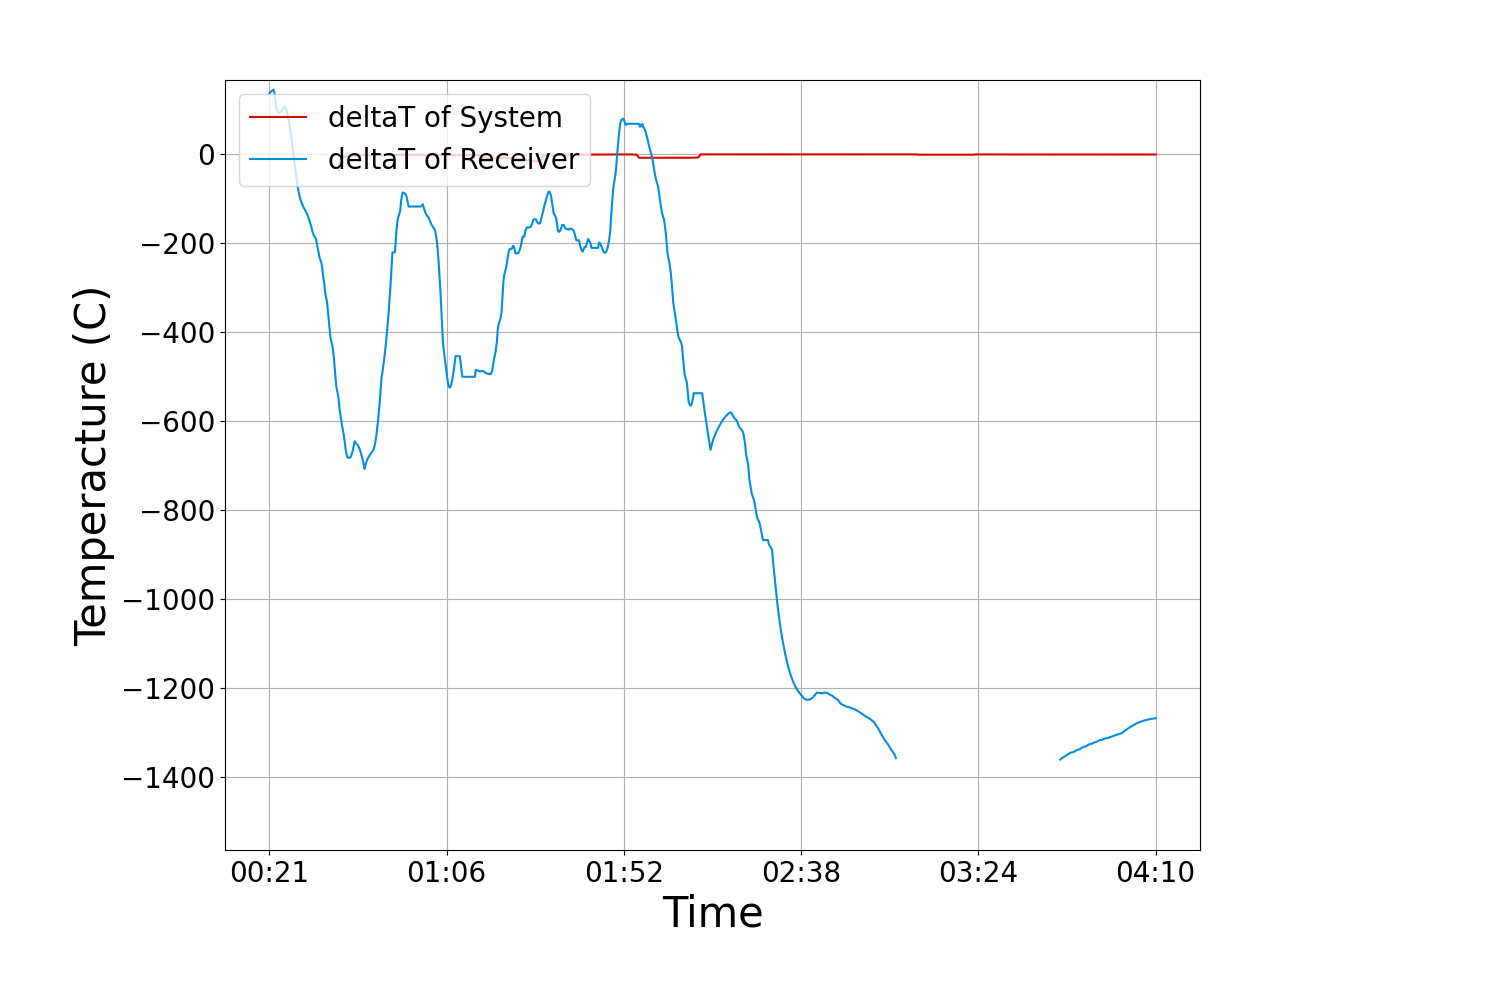 deltaT of System
deltaT of Receiver
0
−200
−400
−600
−800
−1000
−1200
−1400
Temperacture (C)
00:21 01:06 01:52 02:38 03:24 04:10
Time